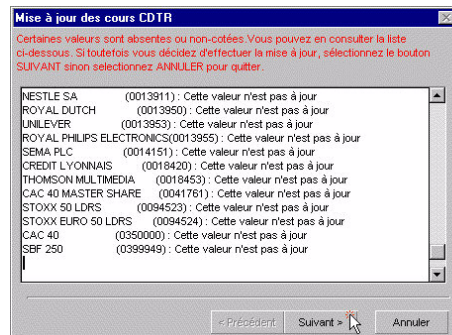 Mise à jour des cours CDTR
Certaines valeurs sont absentes ou non-cotées.Vous pouvez en consulter la liste
ci-dessous. Si toutefois vous décidez d'effectuer la mise à jour, sélectionnez le bouton
SUIVANT sinon selectionnez ANNULER pour quitter.
NESTLE SA (0013911) : Cette valeur n'est pas à jour
ROYAL DUTCH (0013950) : Cette valeur n'est pas à jour
UNILEVER (0013953) : Cette valeur n'est pas à jour
ROYAL PHILIPS ELECTRONICS(0013955) : Cette valeur n'est pas à jour
SEMA PLC (0014151) : Cette valeur n'est pas à jour
CREDIT LYONNAIS (0018420) : Cette valeur n'est pas à jour
THOMSON MULTIMEDIA (0018453) : Cette valeur n'est pas à jour
CAC 40 MASTER SHARE (0041761) : Cette valeur n'est pas à jour
STOXX 50 LDRS (0094523) : Cette valeur n'est pas à jour
STOXX EURO 50 LDRS (0094524) : Cette valeur n'est pas à jour
CAC 40 (0350000) : Cette valeur n'est pas à jour
SBF 250 (0399949) : Cette valeur n'est pas à jour
< Précédent Suivant > Annuler